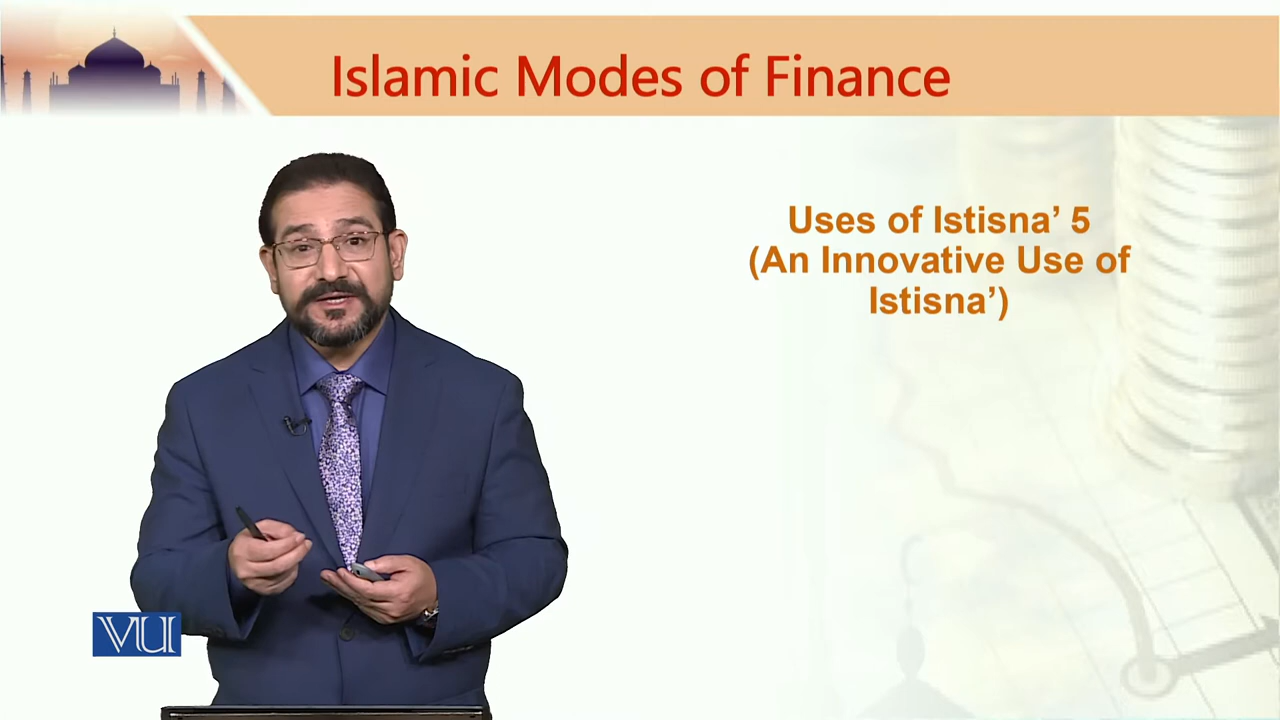 Islamic Modes of Finance
Uses of Istisna’ 5
(An Innovative Use of
Istisna’)
VU